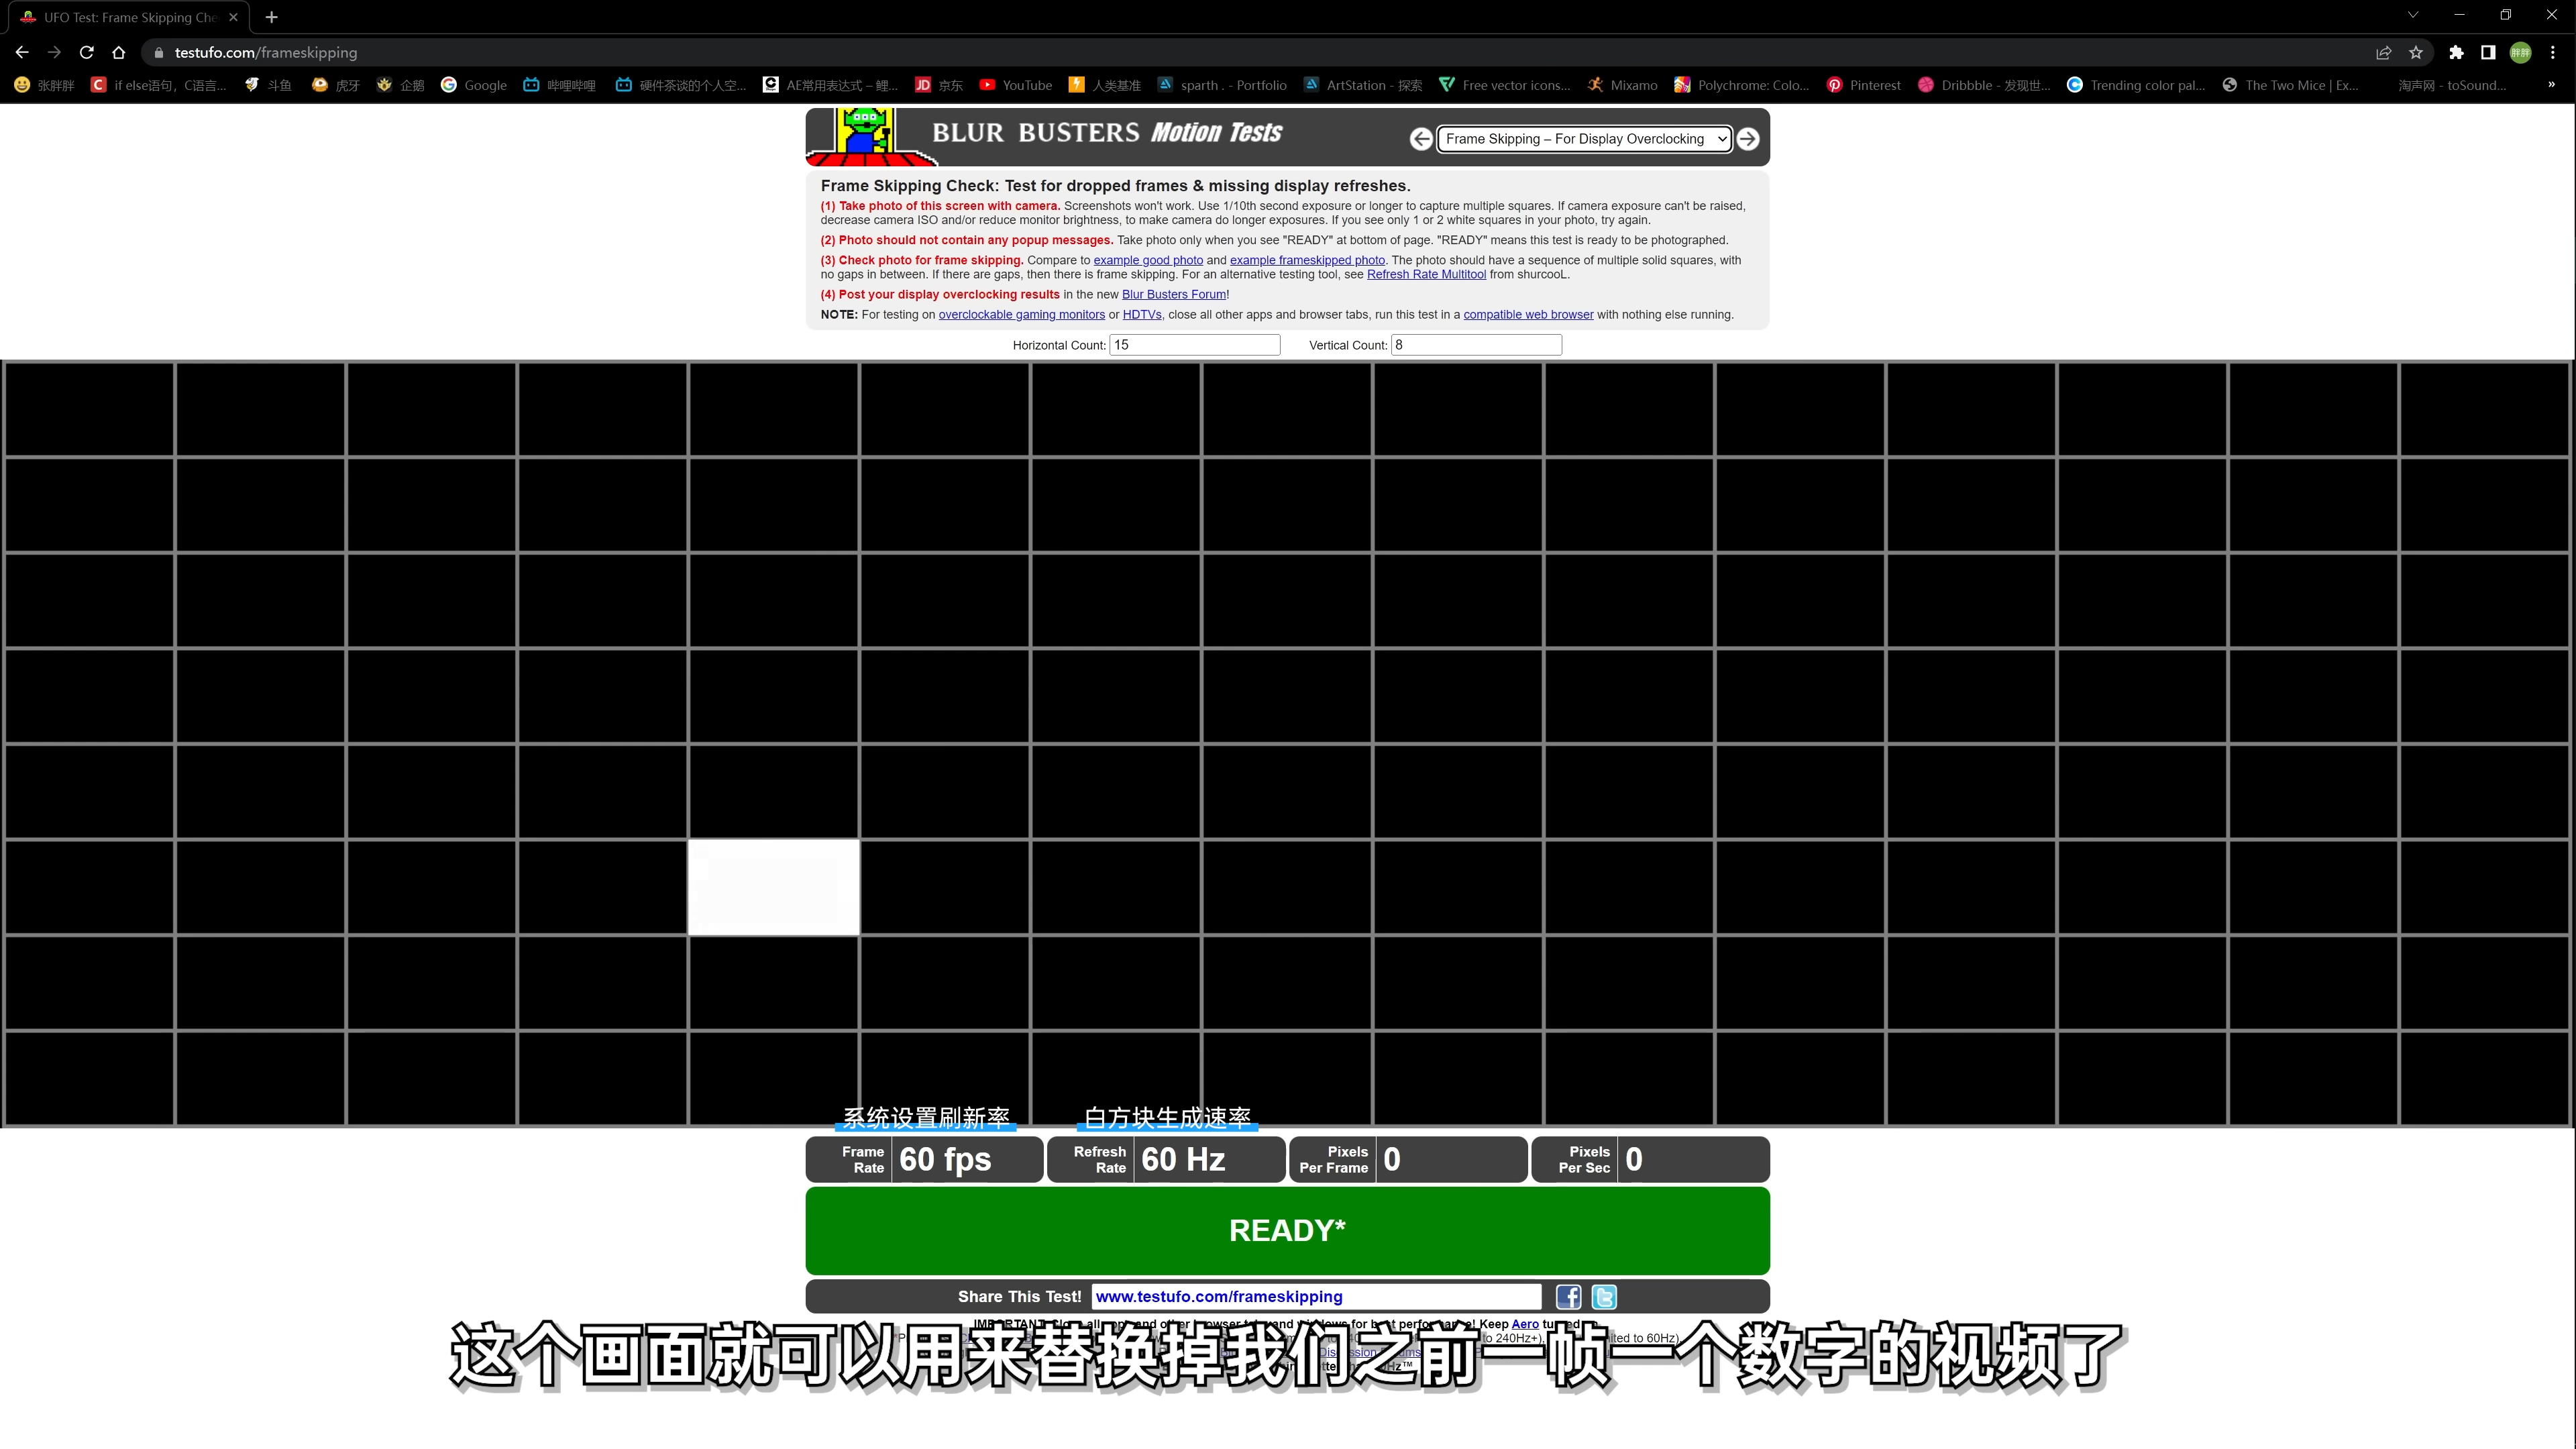 UFO Test: Frame Skipping Che
testufo.com/frameskipping
张胖胖
if else语句，C语言...
斗鱼
虎牙
企鹅
Google
哔哩哔哩
硬件茶谈的个人空...
AE常用表达式 – 鲤...
京东
YouTube
人类基准
sparth . - Portfolio
ArtStation - 探索
Free vector icons...
Mixamo
Polychrome: Colo...
Pinterest
Dribbble - 发现世...
Trending color pal...
The Two Mice | Ex...
淘声网 - toSound...
BLUR BUSTERS Motion Tests
Frame Skipping – For Display Overclocking
Frame Skipping Check: Test for dropped frames & missing display refreshes.
(1) Take photo of this screen with camera. Screenshots won't work. Use 1/10th second exposure or longer to capture multiple squares. If camera exposure can't be raised,
decrease camera ISO and/or reduce monitor brightness, to make camera do longer exposures. If you see only 1 or 2 white squares in your photo, try again.
(2) Photo should not contain any popup messages. Take photo only when you see "READY" at bottom of page. "READY" means this test is ready to be photographed.
(3) Check photo for frame skipping. Compare to example good photo and example frameskipped photo. The photo should have a sequence of multiple solid squares, with
no gaps in between. If there are gaps, then there is frame skipping. For an alternative testing tool, see Refresh Rate Multitool from shurcooL.
(4) Post your display overclocking results in the new Blur Busters Forum!
NOTE: For testing on overclockable gaming monitors or HDTVs, close all other apps and browser tabs, run this test in a compatible web browser with nothing else running.
Horizontal Count: 15 Vertical Count: 8
系统设置刷新率 白方块生成速率
Frame Rate 60 fps
Refresh Rate 60 Hz
Pixels Per Frame 0
Pixels Per Sec 0
READY*
Share This Test! www.testufo.com/frameskipping
for best performance! Keep Aero
to 240Hz+),
to 60Hz)
这个画面就可以用来替换掉我们之前一帧一个数字的视频了